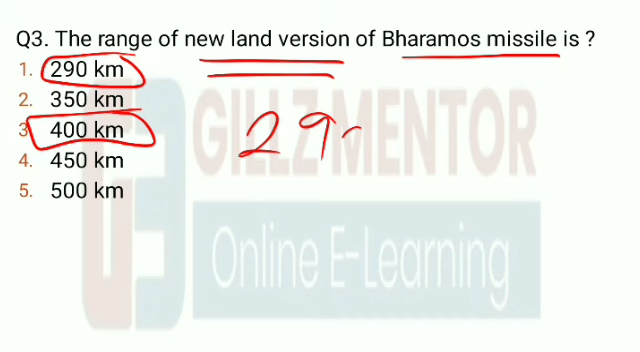 Q3. The range of new land version of Bharamos missile is ?
1. 290 km
2. 350 km
3. 400 km
4. 450 km
5. 500 km
29
GILLZ MENTOR
Online E-Learning